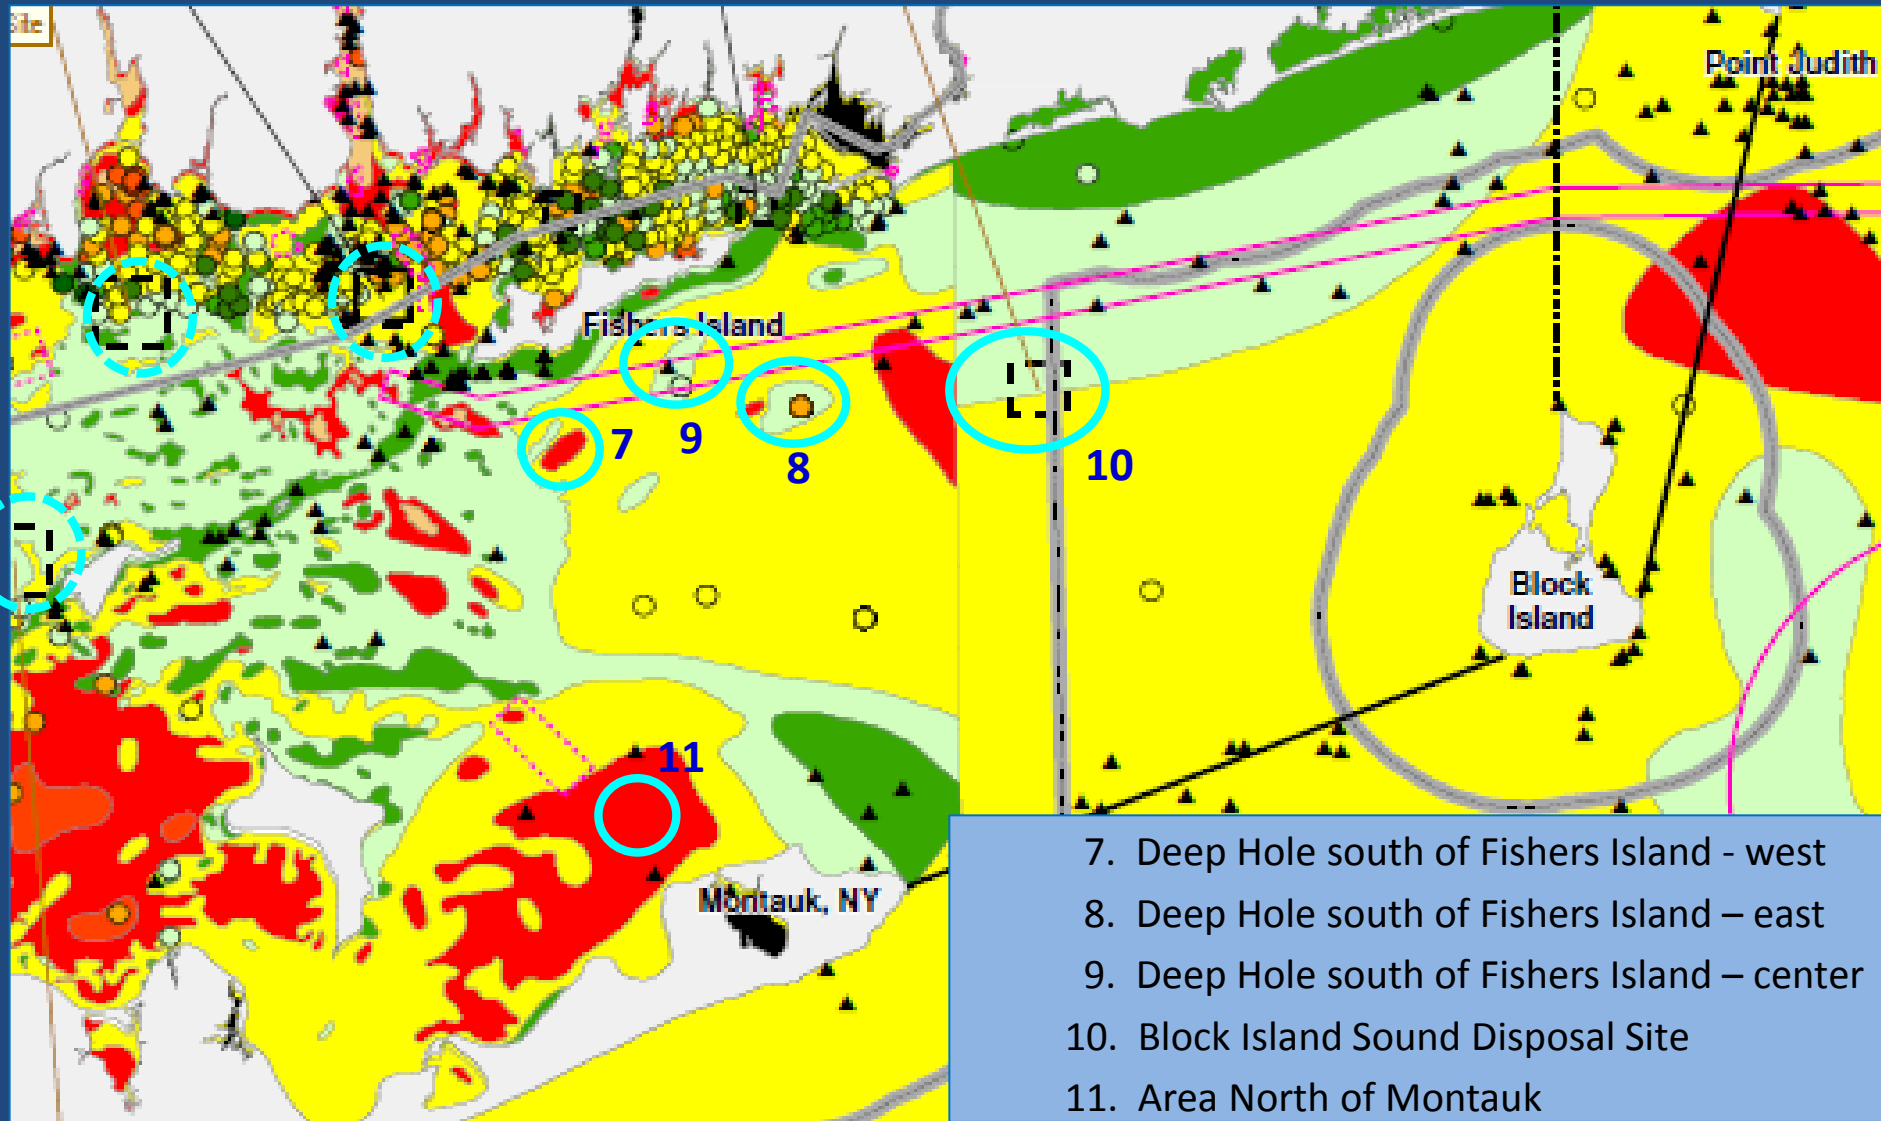 Site
Point Judith
Fishers Island
7
9
8
10
Block
Island
11
Montauk, NY
7. Deep Hole south of Fishers Island - west
8. Deep Hole south of Fishers Island – east
9. Deep Hole south of Fishers Island – center
10. Block Island Sound Disposal Site
11. Area North of Montauk